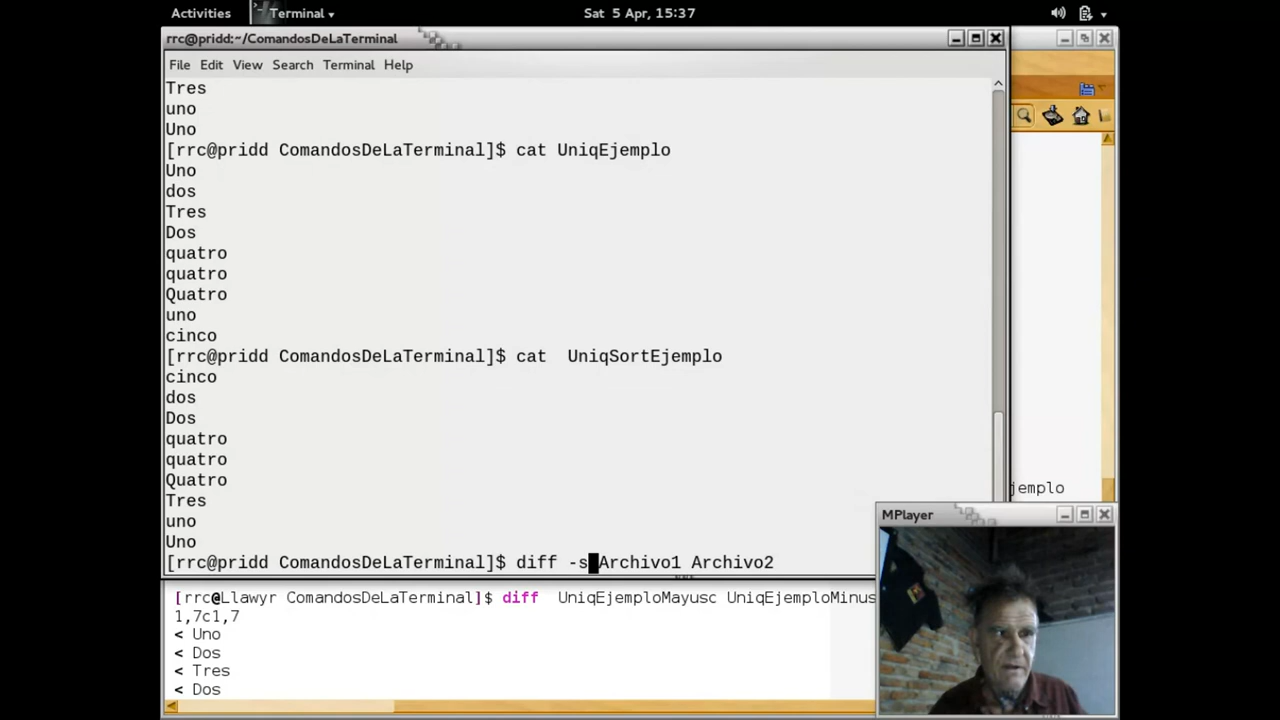 Activities
Terminal
Sat 5 Apr, 15:37
rrc@pridd:~/ComandosDeLaTerminal
File Edit View Search Terminal Help
Tres
uno
Uno
[rrc@pridd ComandosDeLaTerminal]$ cat UniqEjemplo
Uno
dos
Tres
Dos
quatro
quatro
Quatro
uno
cinco
[rrc@pridd ComandosDeLaTerminal]$ cat  UniqSortEjemplo
cinco
dos
Dos
quatro
quatro
Quatro
Tres
uno
Uno
[rrc@pridd ComandosDeLaTerminal]$ diff -s Archivo1 Archivo2
jemplo
MPlayer
[rrc@Llawyr ComandosDeLaTerminal]$ diff  UniqEjemploMayusc UniqEjemploMinus
1,7c1,7
< Uno
< Dos
< Tres
< Dos